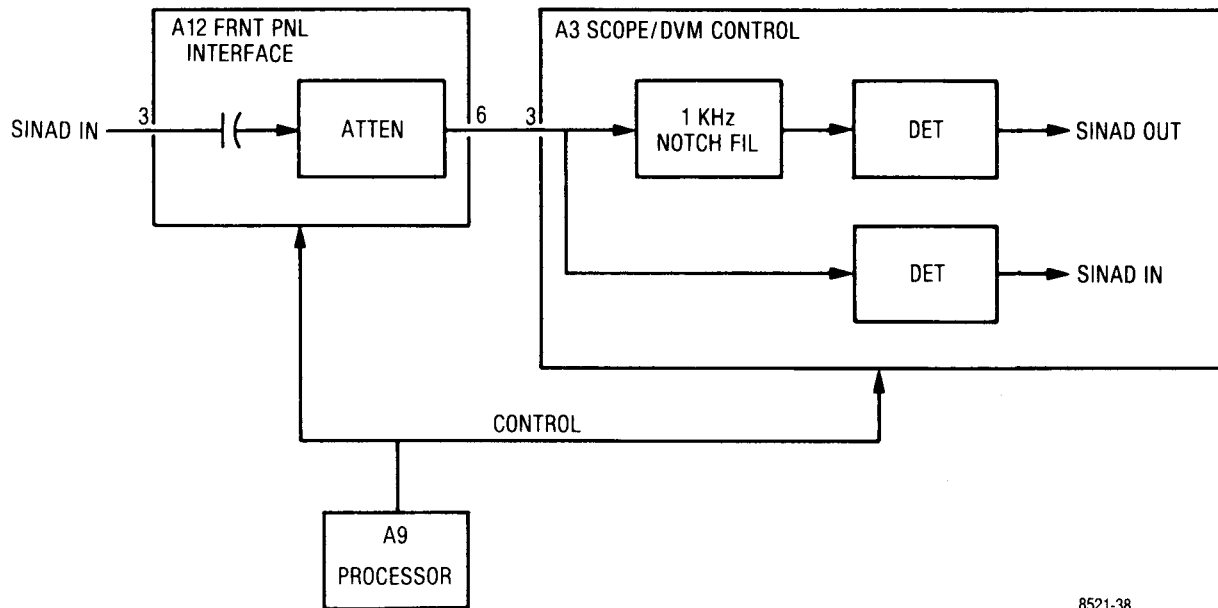 A12 FRNT PNL
INTERFACE
A3 SCOPE/DVM CONTROL
SINAD IN
3
ATTEN
6
3
1 KHz
NOTCH FIL
DET
SINAD OUT
DET
SINAD IN
CONTROL
A9
PROCESSOR
8521-38